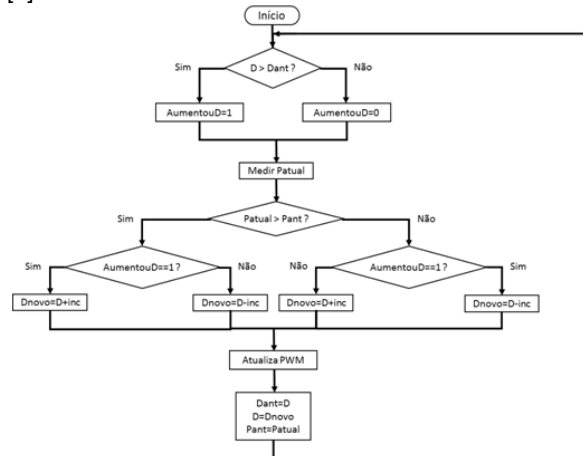 Início
D > Dant ?
Sim
Não
AumentouD=1
AumentouD=0
Medir Patual
Patual > Pant ?
Sim
Não
AumentouD==1 ?
AumentouD==1 ?
Sim
Não
Não
Sim
Dnovo=D+inc
Dnovo=D-inc
Dnovo=D+inc
Dnovo=D-inc
Atualiza PWM
Dant=D
D=Dnovo
Pant=Patual